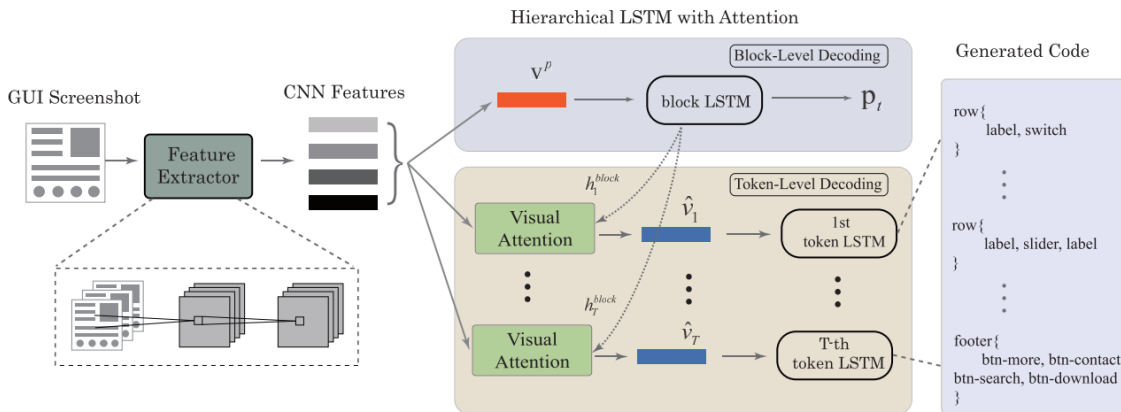 Hierarchical LSTM with Attention
GUI Screenshot
Feature
Extractor
CNN Features
Block-Level Decoding
v^p
block LSTM
p_t
Token-Level Decoding
h_1^{block}
Visual
Attention
v̂_1
1st
token LSTM
h_T^{block}
Visual
Attention
v̂_T
T-th
token LSTM
Generated Code
row{
label, switch
}
row{
label, slider, label
}
footer{
btn-more, btn-contact
btn-search, btn-download
}